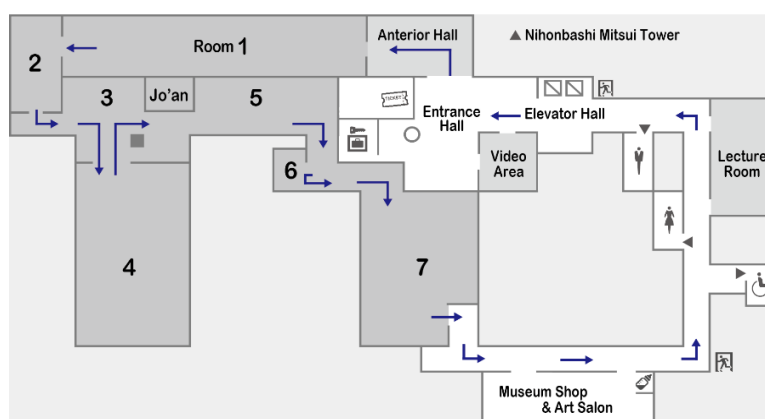 Anterior Hall
▲ Nihonbashi Mitsui Tower
Room 1
2
3
Jo'an
5
TICKET
Entrance
Hall
Elevator Hall
Video
Area
Lecture
Room
6
4
7
Museum Shop
& Art Salon